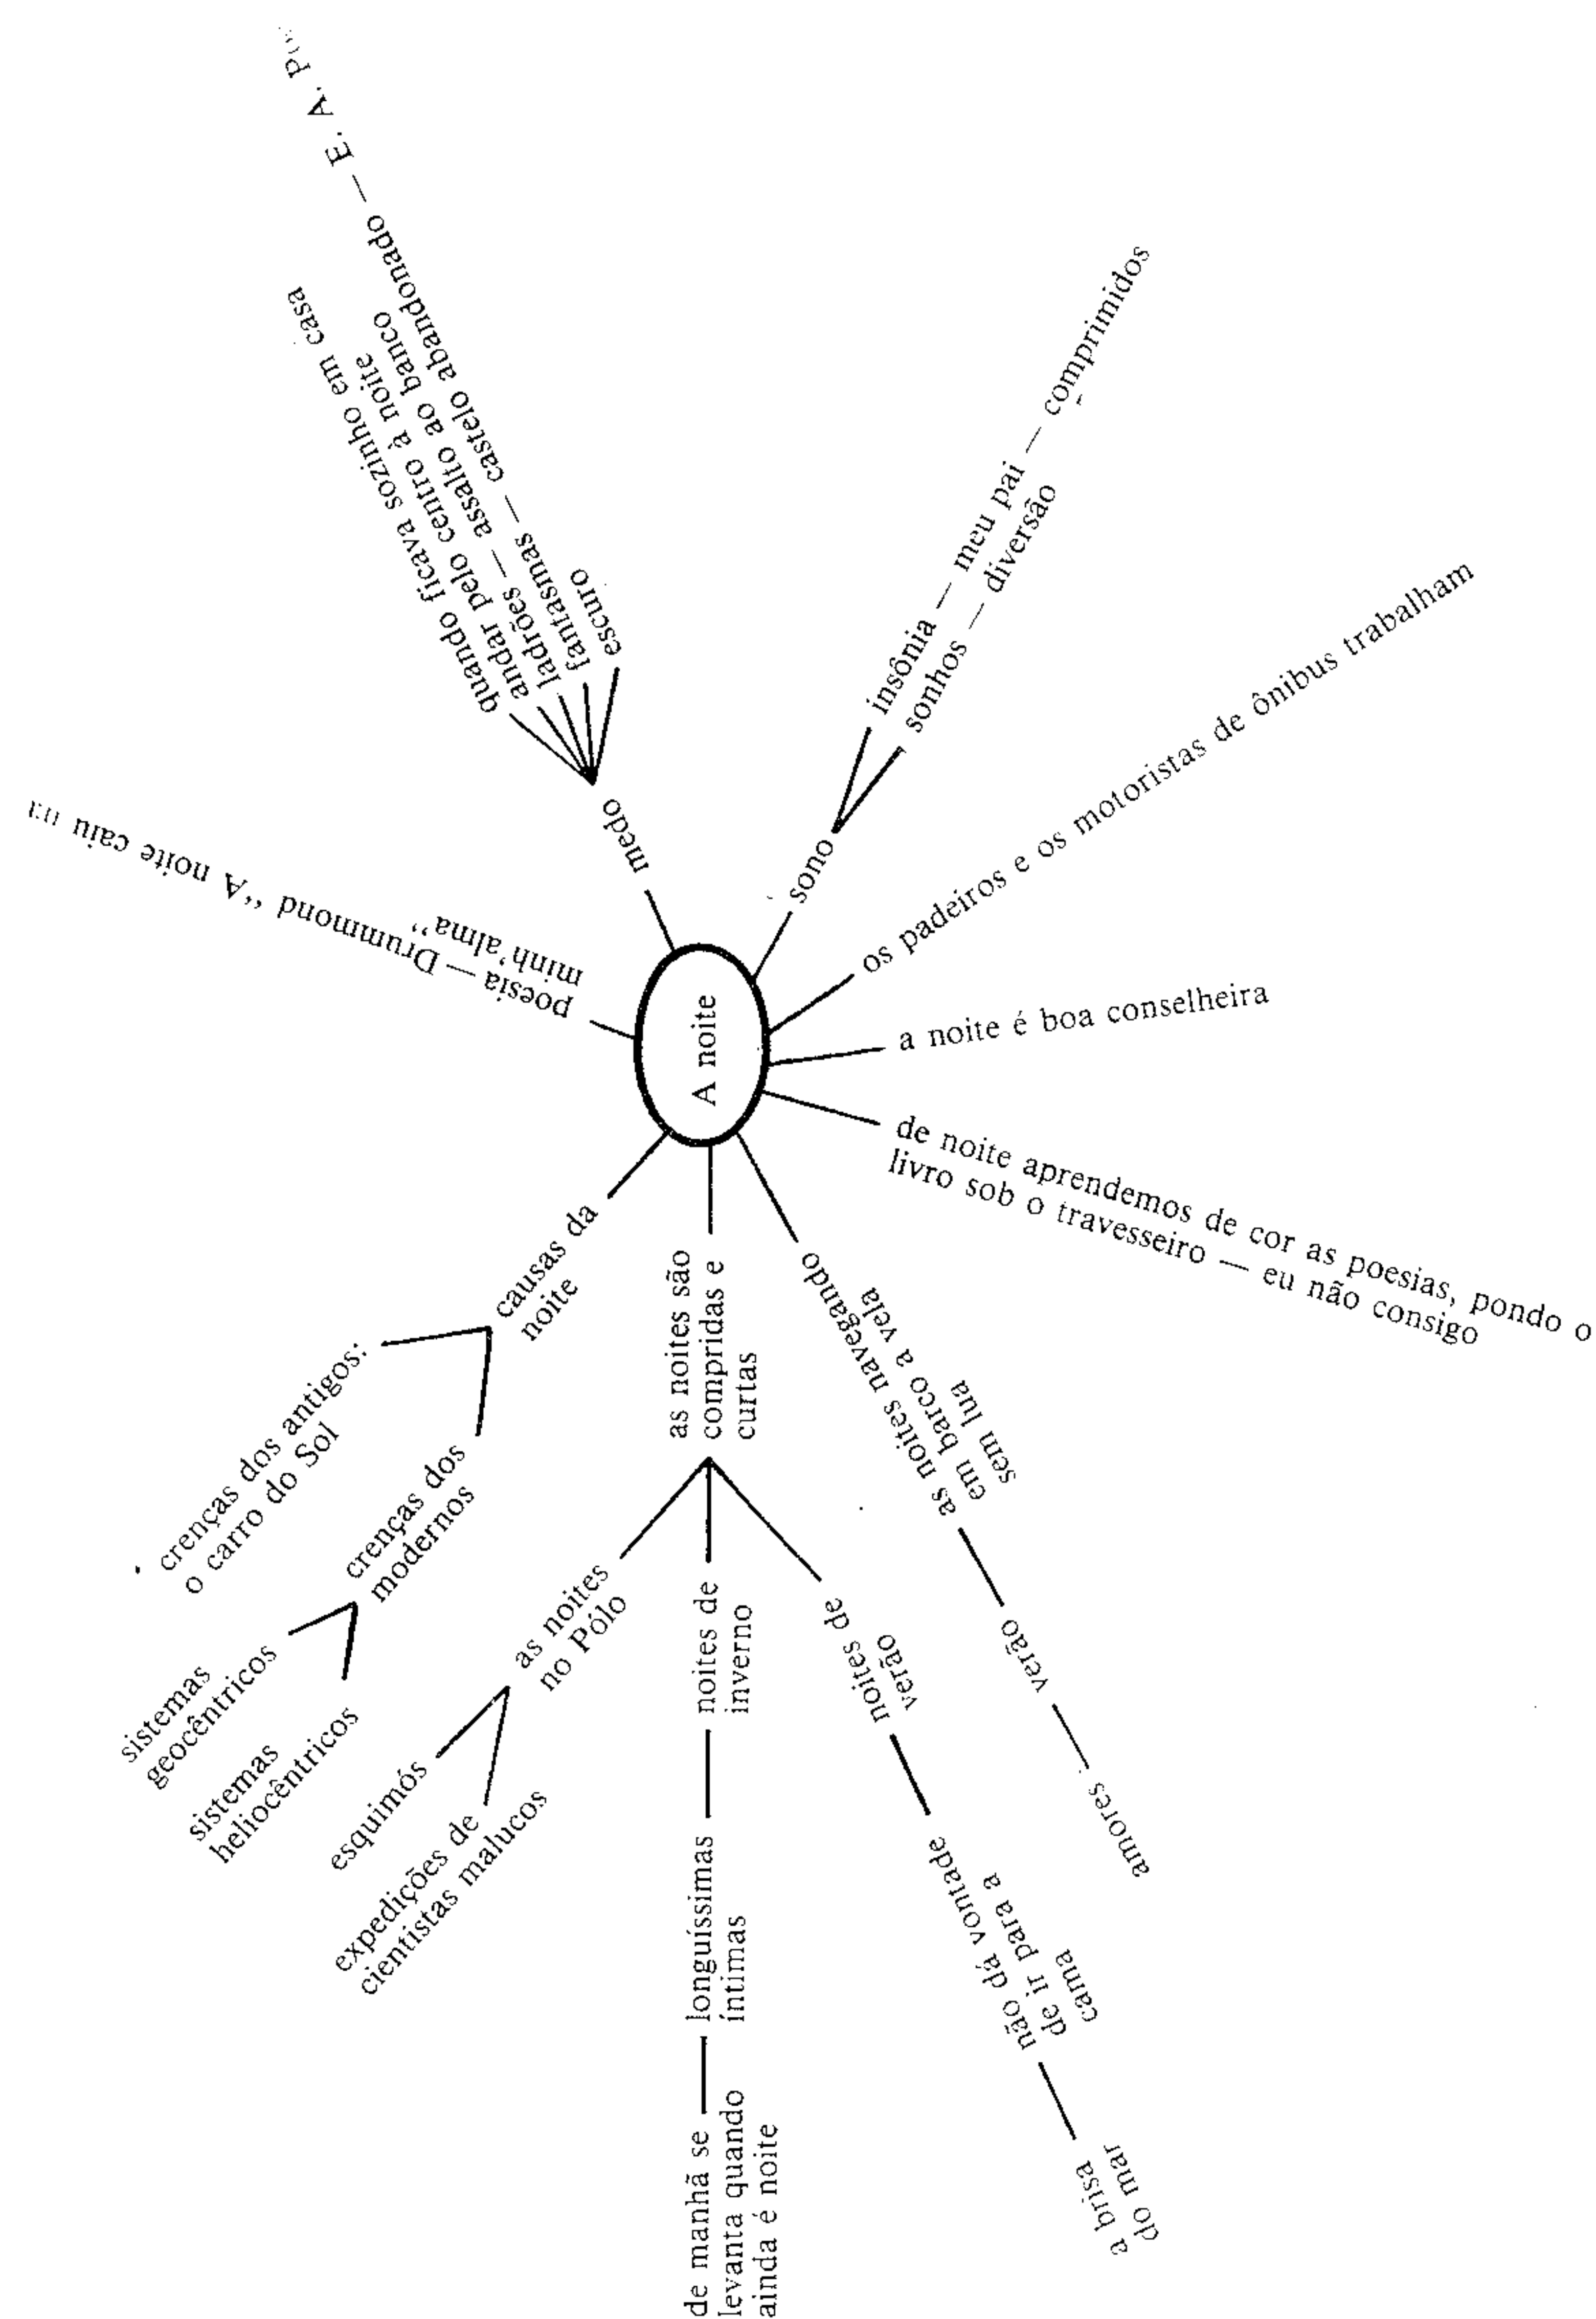 A noite
medo
quando ficava sozinho em casa
andar pelo centro à noite
ladrões — assalto ao banco
fantasmas — castelo abandonado — E. A.
escuro
sono
insônia — meu pai — comprimidos
sonhos — diversão
os padeiros e os motoristas de ônibus trabalham
a noite é boa conselheira
de noite aprendemos de cor as poesias, pondo o
livro sob o travesseiro — eu não consigo
as noites navegando
em barco a vela
sem lua
verão
amores
as noites são
compridas e
curtas
noites de
verão
não dá vontade
de ir para a
cama
a brisa
do mar
noites de
inverno
longuíssimas
íntimas
de manhã se
levanta quando
ainda é noite
as noites
no Pólo
esquimós
expedições de
cientistas malucos
causas da
noite
crenças dos antigos:
o carro do Sol
crenças dos
modernos
sistemas
geocêntricos
sistemas
heliocêntricos
poesia — Drummond “A noite caiu
minh'alma”